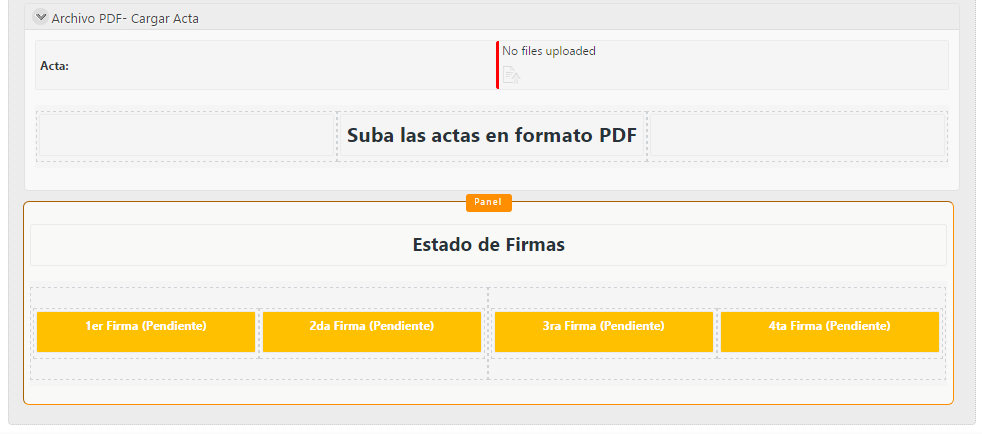 Archivo PDF- Cargar Acta
No files uploaded
Acta:
Suba las actas en formato PDF
Panel
Estado de Firmas
1er Firma (Pendiente) 2da Firma (Pendiente) 3ra Firma (Pendiente) 4ta Firma (Pendiente)